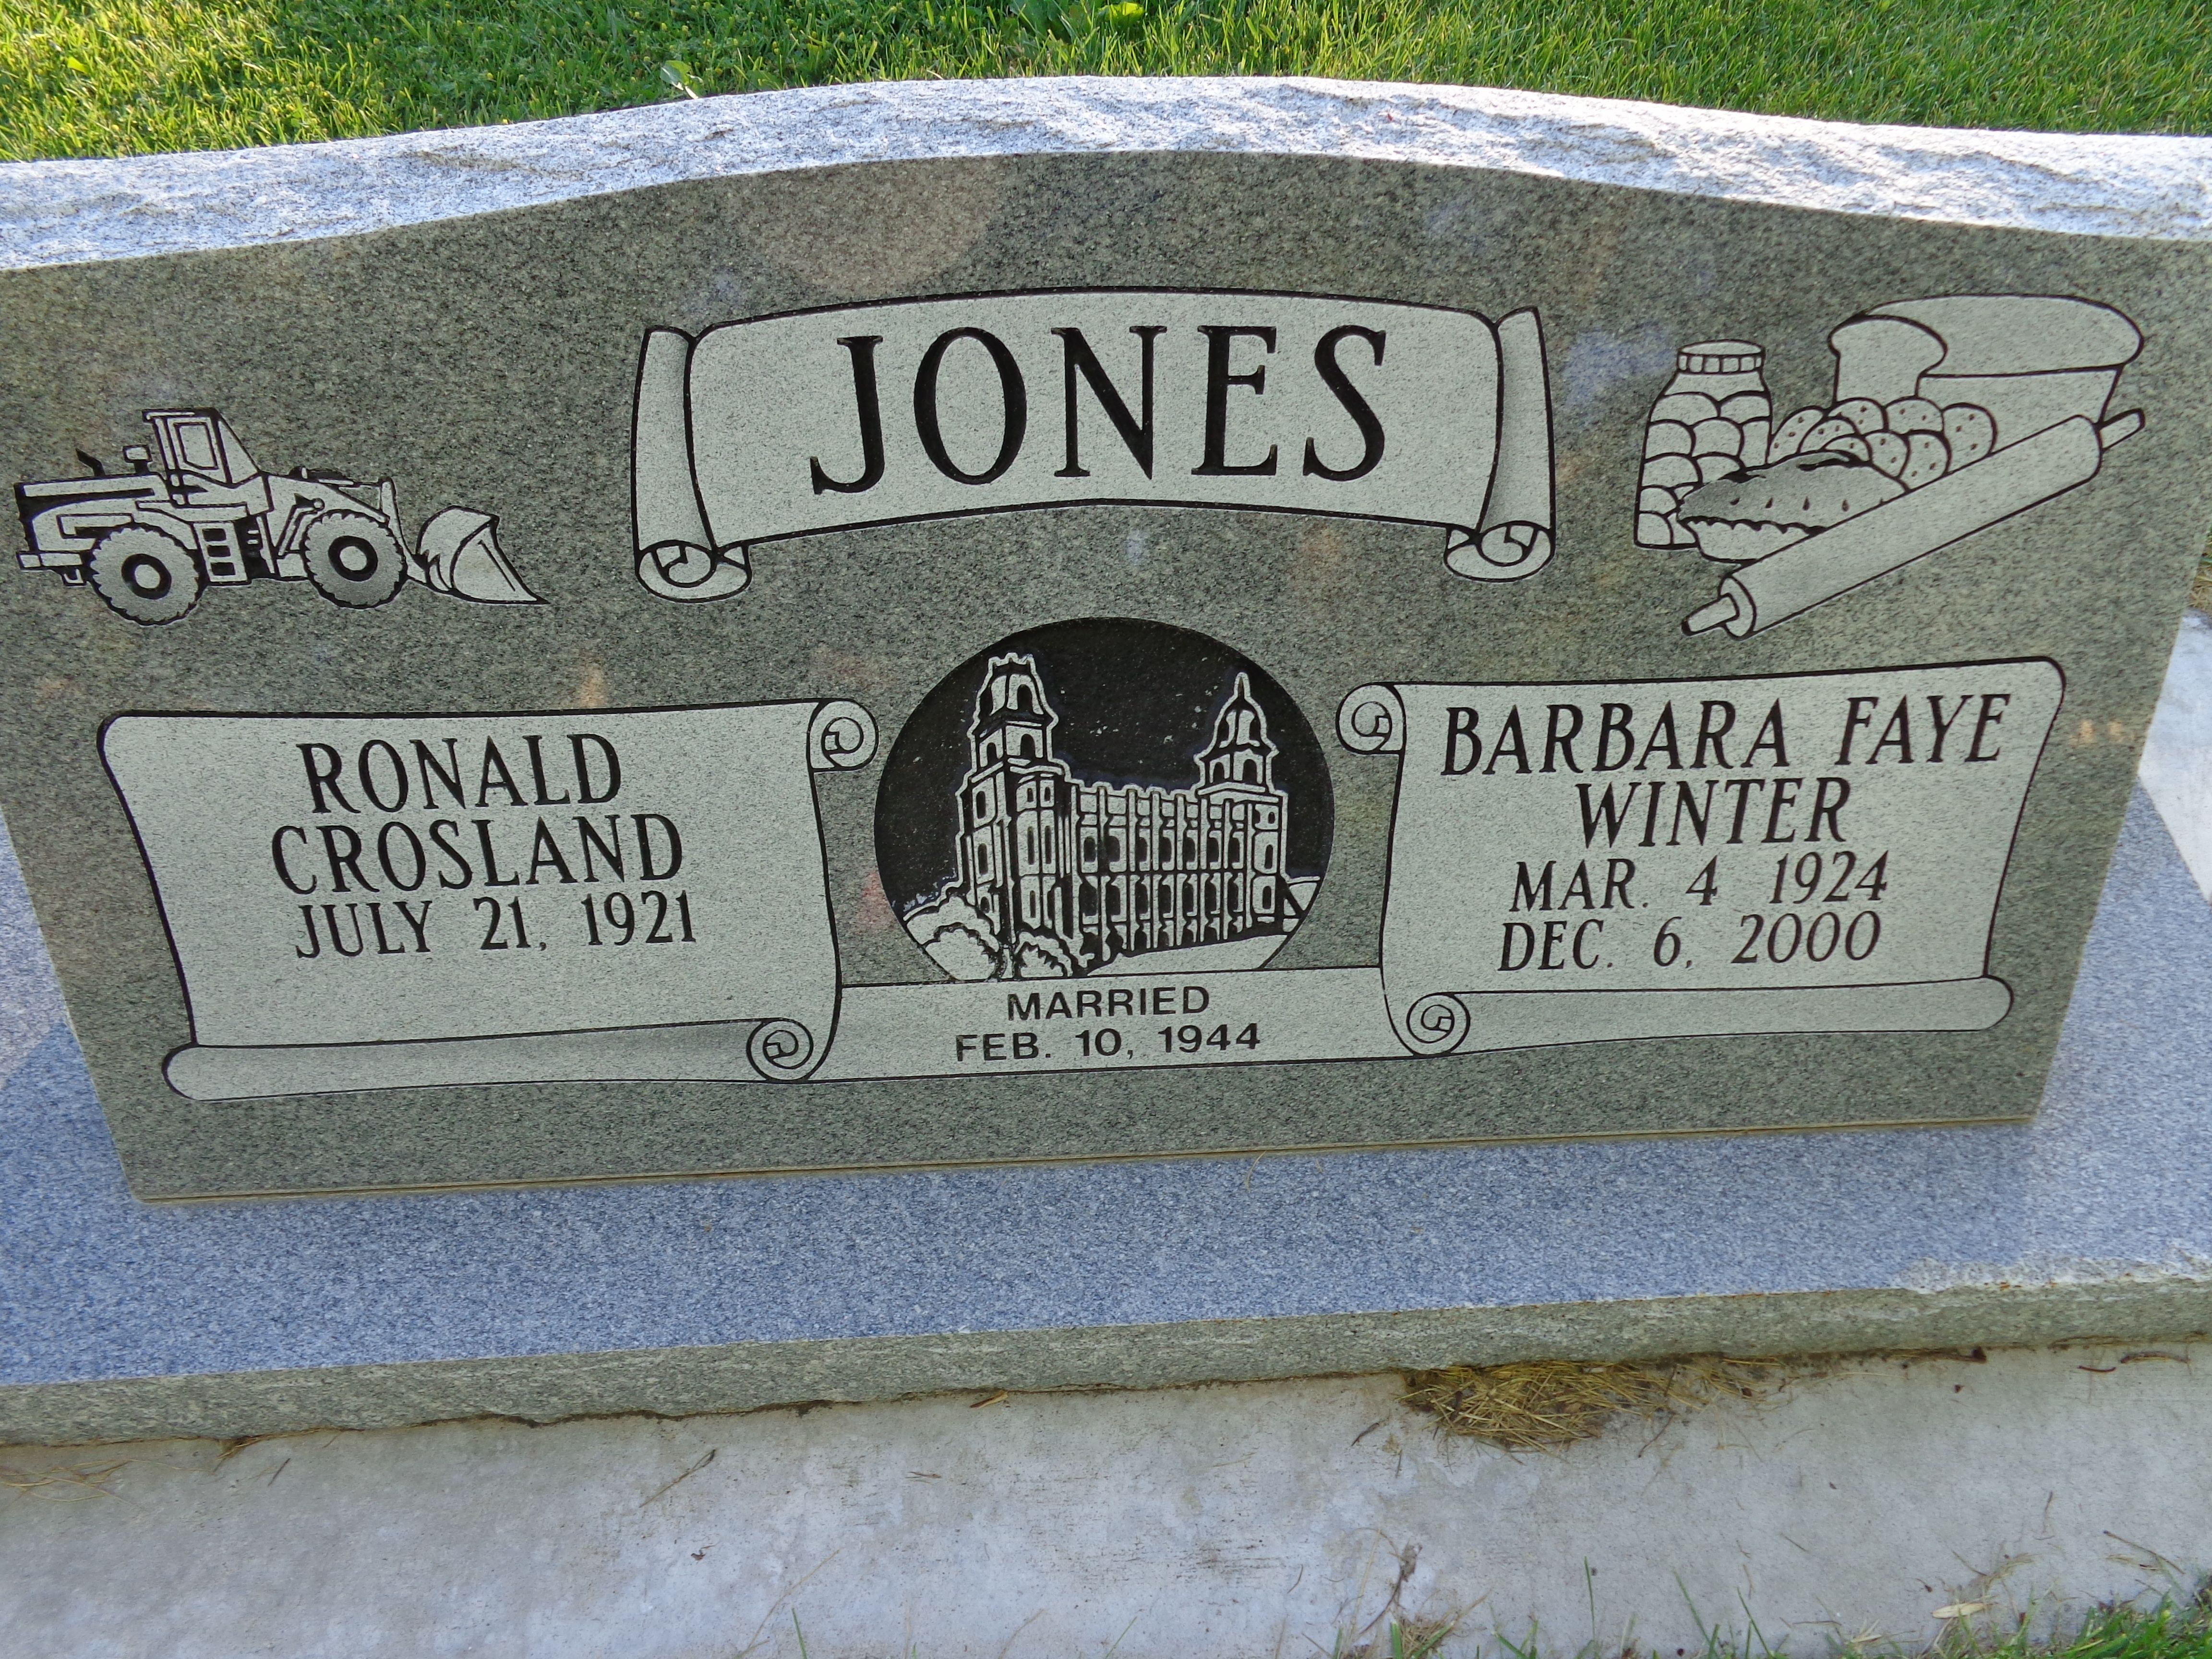 JONES
RONALD
CROSLAND
JULY 21, 1921
MARRIED
FEB. 10, 1944
BARBARA FAYE
WINTER
MAR. 4 1924
DEC. 6, 2000